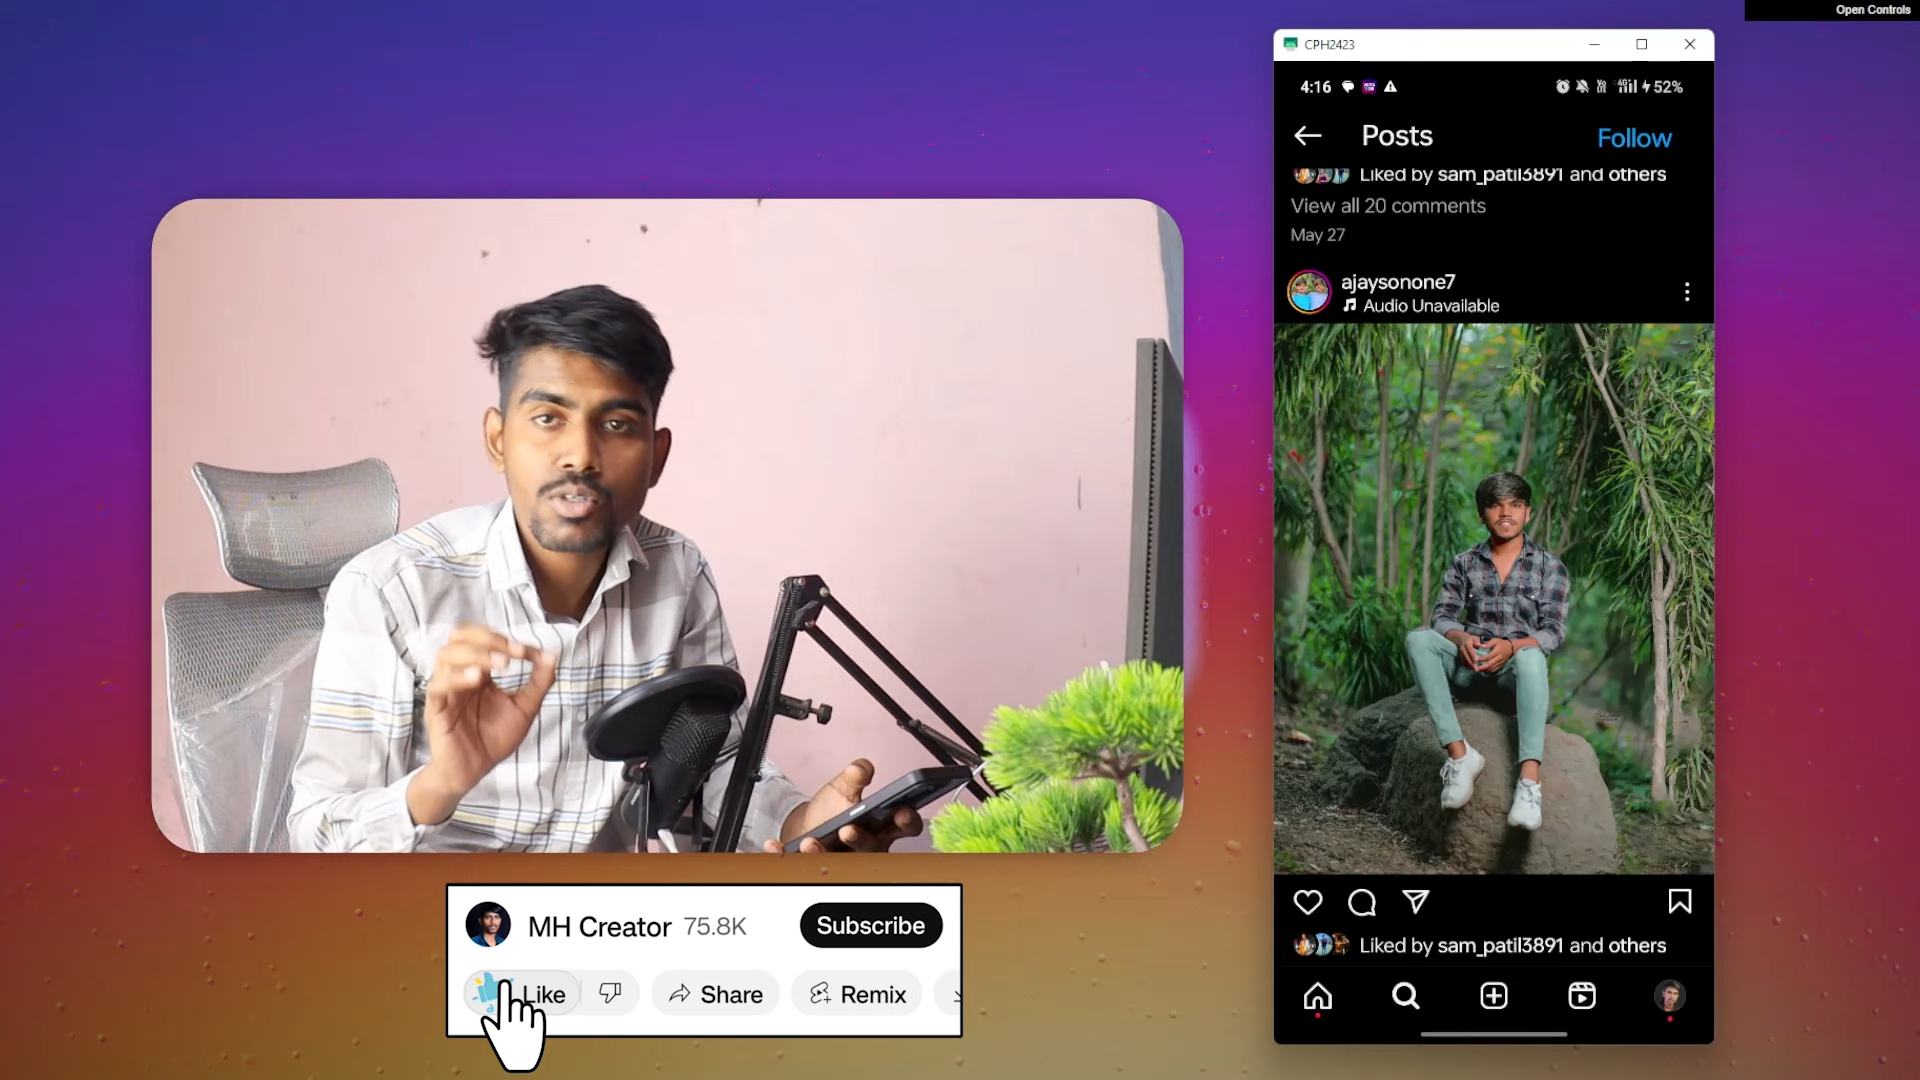 Open Controls
CPH2423
4:16
52%
Posts
Follow
Liked by sam_patil3891 and others
View all 20 comments
May 27
ajaysonone7
Audio Unavailable
Liked by sam_patil3891 and others
MH Creator 75.8K
Subscribe
Like
Share
Remix